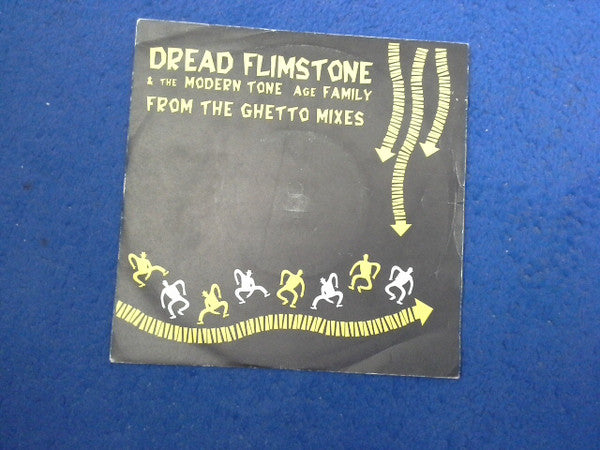 DREAD FLIMSTONE
& THE MODERN TONE AGE FAMILY
FROM THE GHETTO MIXES